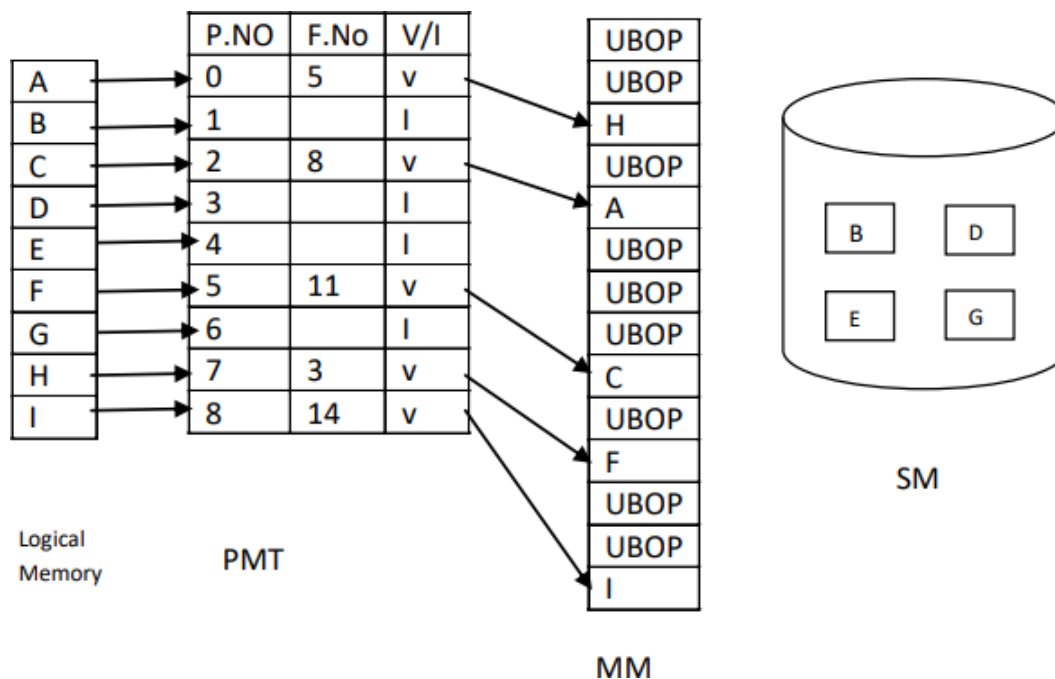 A
B
C
D
E
F
G
H
I
Logical
Memory
P.NO F.No V/I
0 5 v
1 I
2 8 v
3 I
4 I
5 11 v
6 I
7 3 v
8 14 v
PMT
UBOP
UBOP
H
UBOP
A
UBOP
UBOP
UBOP
C
UBOP
F
UBOP
UBOP
I
MM
B D
E G
SM